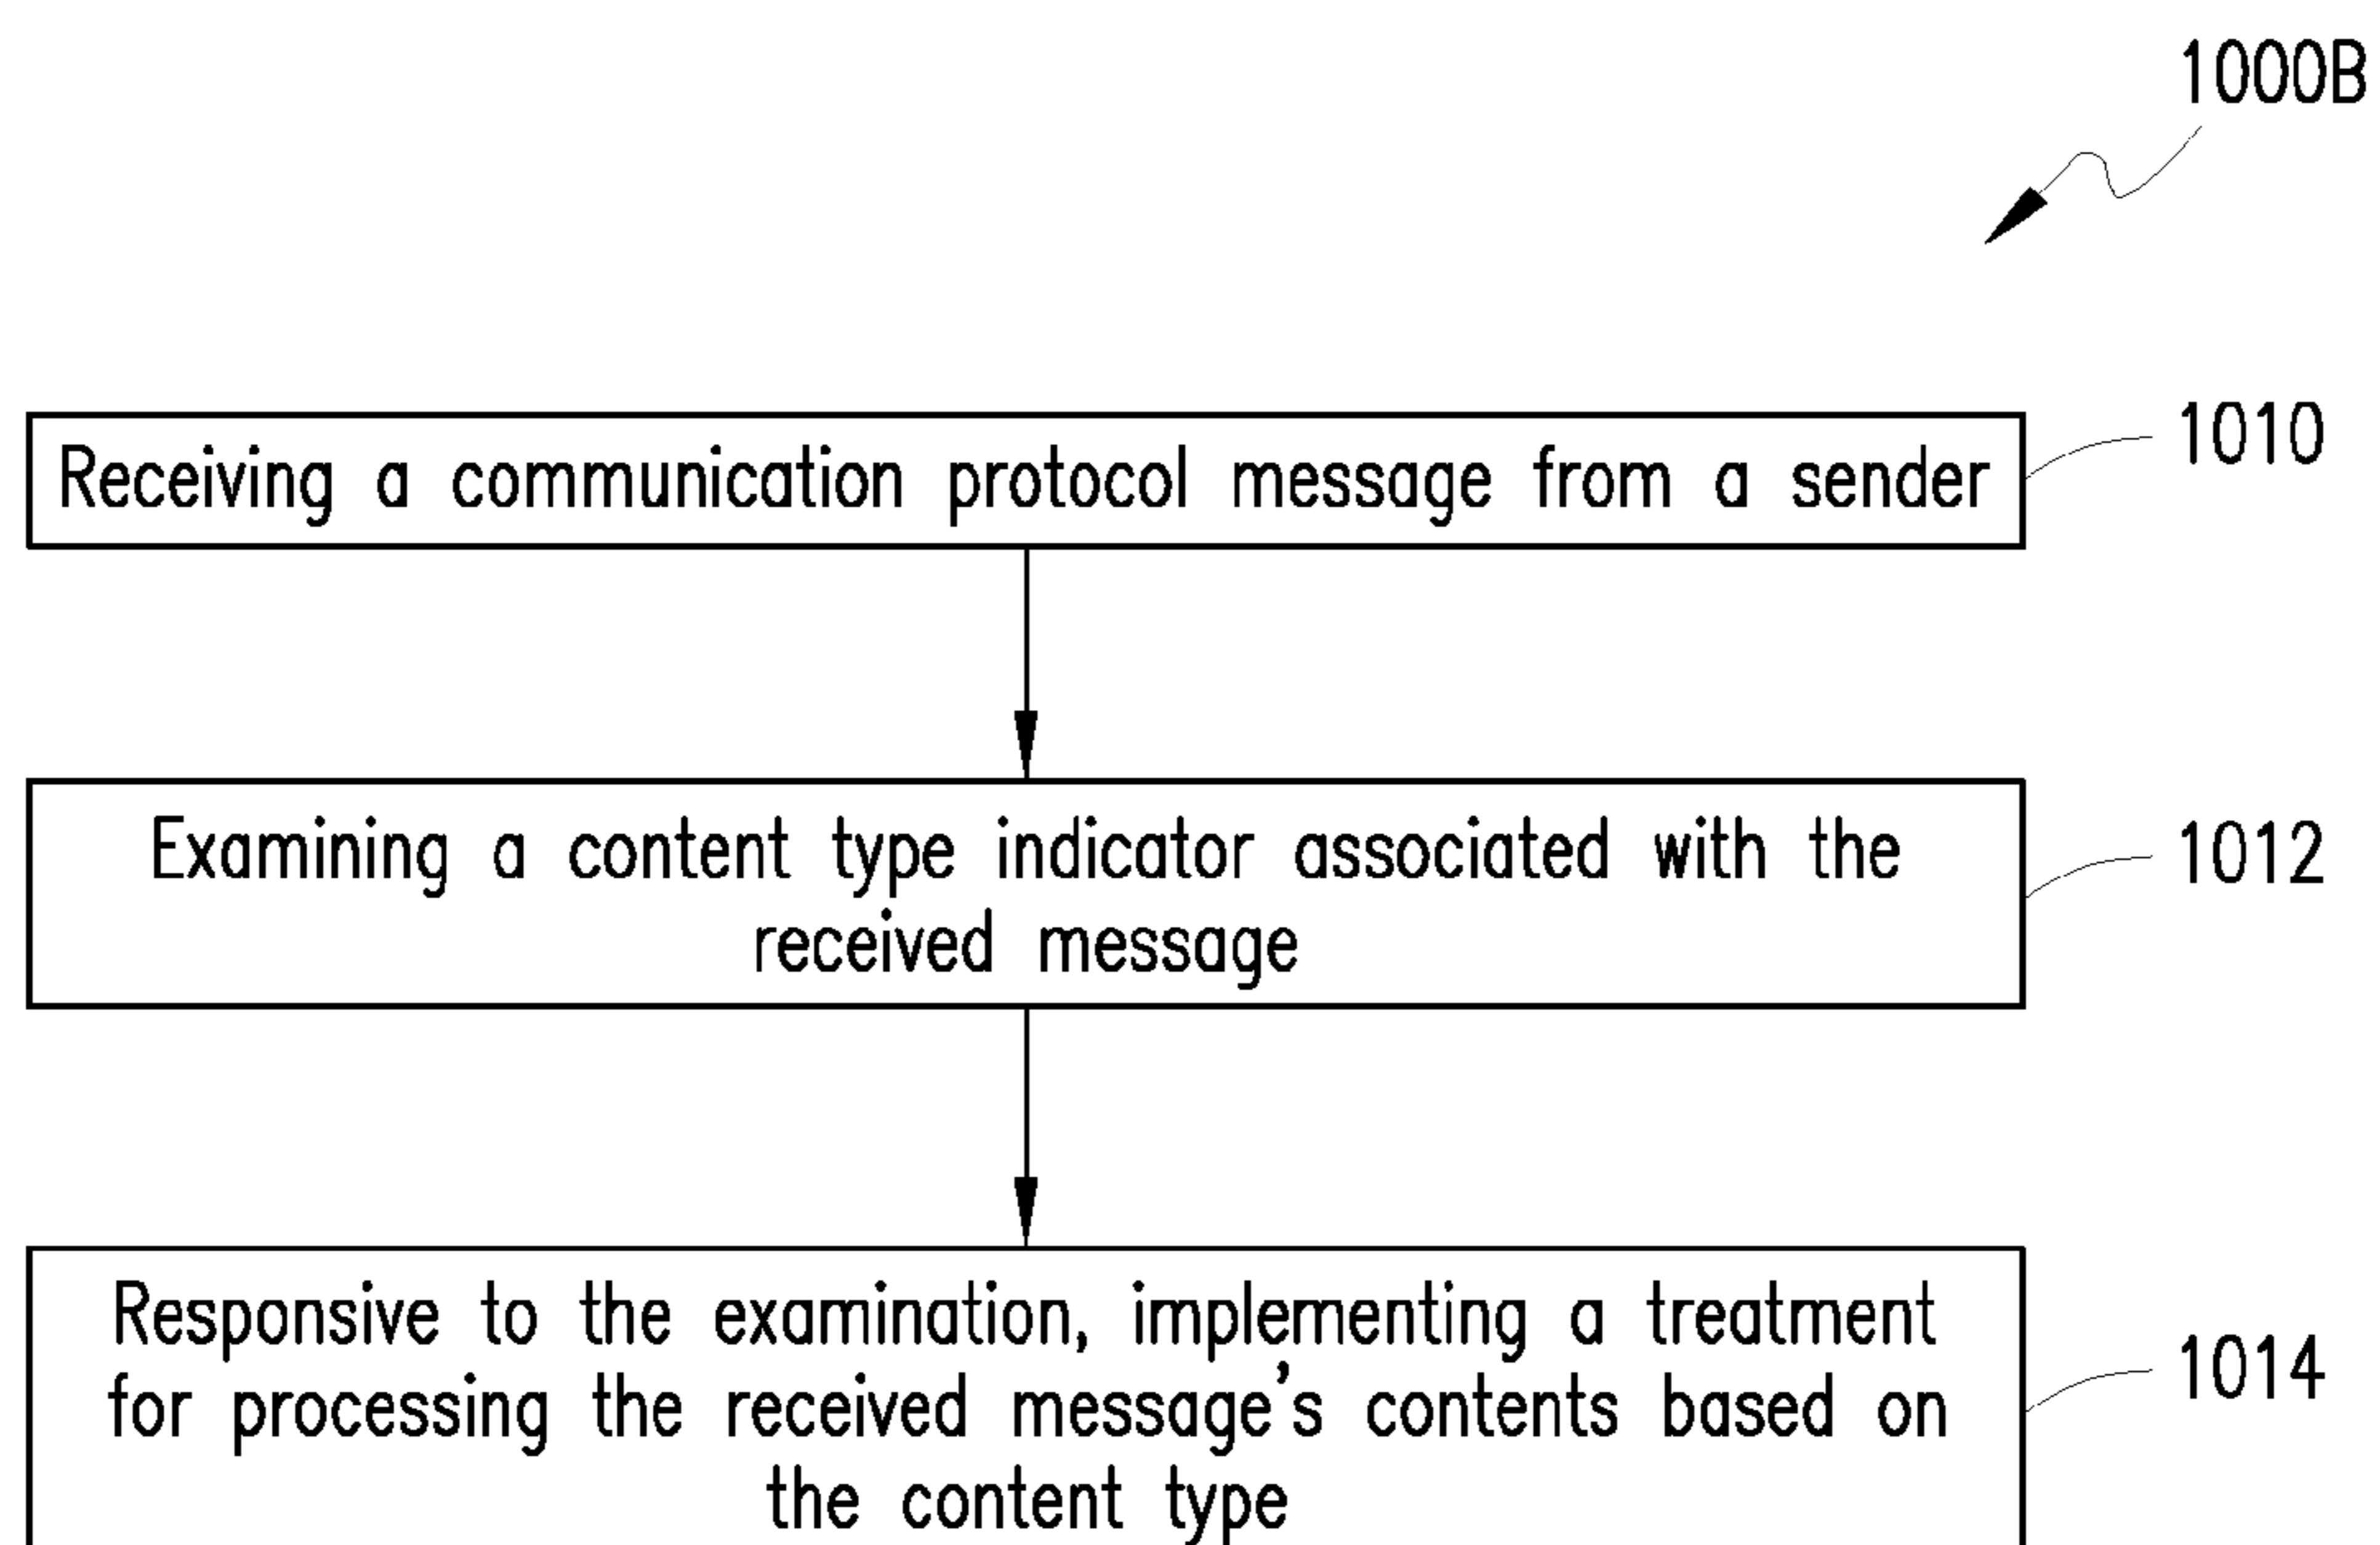 1000B
Receiving a communication protocol message from a sender
1010
Examining a content type indicator associated with the
received message
1012
Responsive to the examination, implementing a treatment
for processing the received message's contents based on
the content type
1014